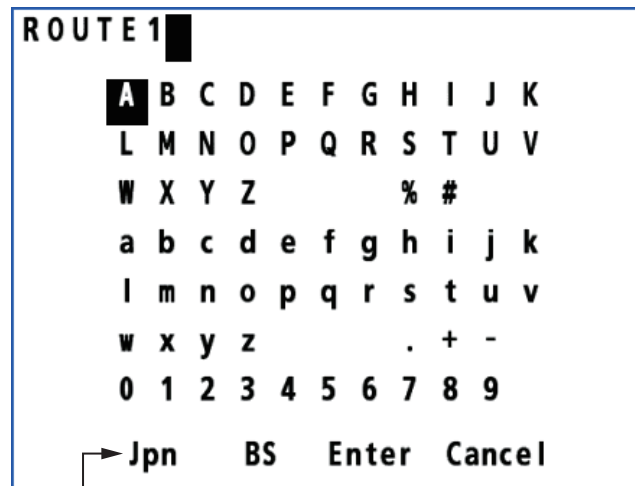 ROUTE1
A B C D E F G H I J K
L M N O P Q R S T U V
W X Y Z % #
a b c d e f g h i j k
l m n o p q r s t u v
w x y z . + -
0 1 2 3 4 5 6 7 8 9
Jpn BS Enter Cancel